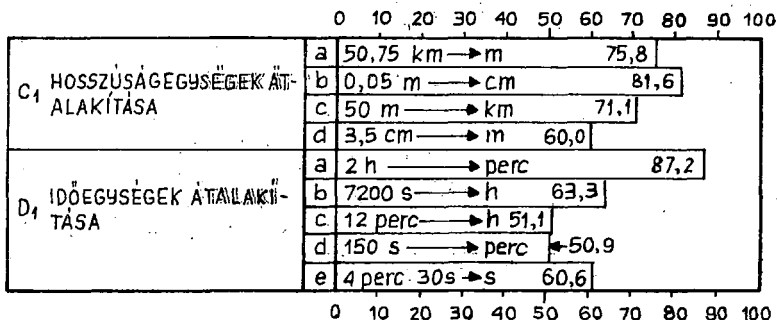 0 10 20 30 40 50 60 70 80 90 100
C1 HOSSZÚSÁGEGYSÉGEK ÁT-
ALAKÍTÁSA
a 50,75 km→m 75,8
b 0,05 m→cm 81,6
c 50 m→km 71,1
d 3,5 cm→m 60,0
D1 IDŐEGYSÉGEK ÁTALAKÍ-
TÁSA
a 2 h→perc 87,2
b 7200 s→h 63,3
c 12 perc→h 51,1
d 150 s→perc ←50,9
e 4 perc 30s→s 60,6
0 10 20 30 40 50 60 70 80 90 100